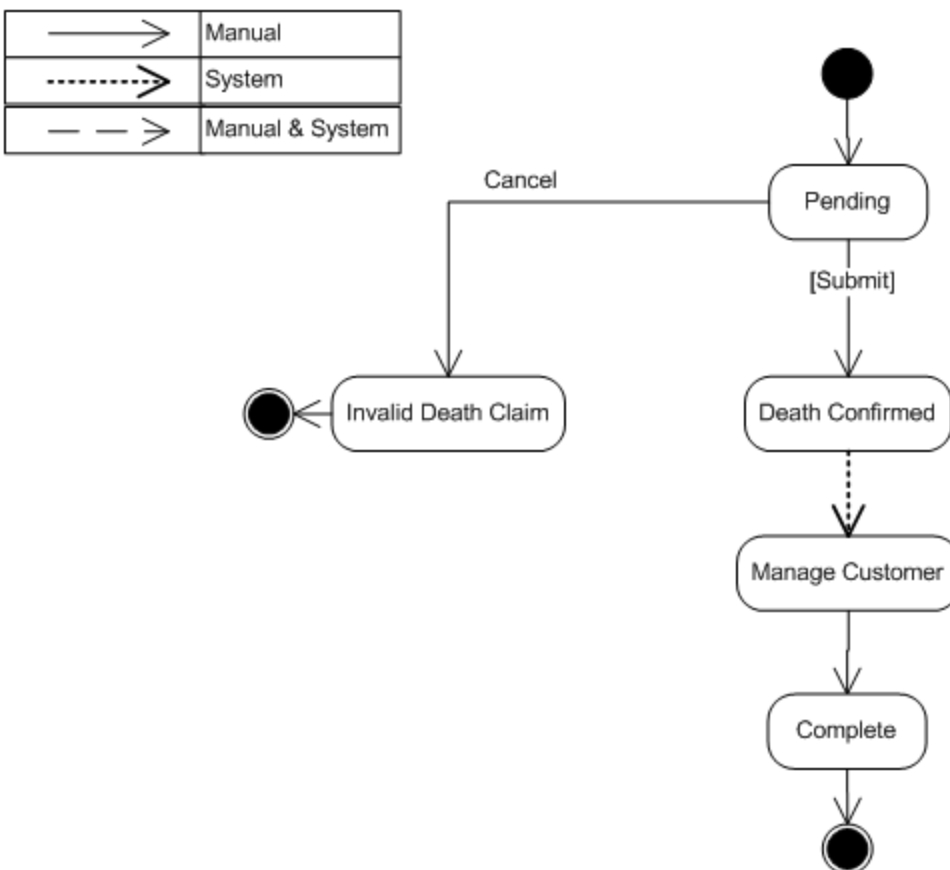 Manual
System
Manual & System
Pending
Cancel
[Submit]
Invalid Death Claim
Death Confirmed
Manage Customer
Complete